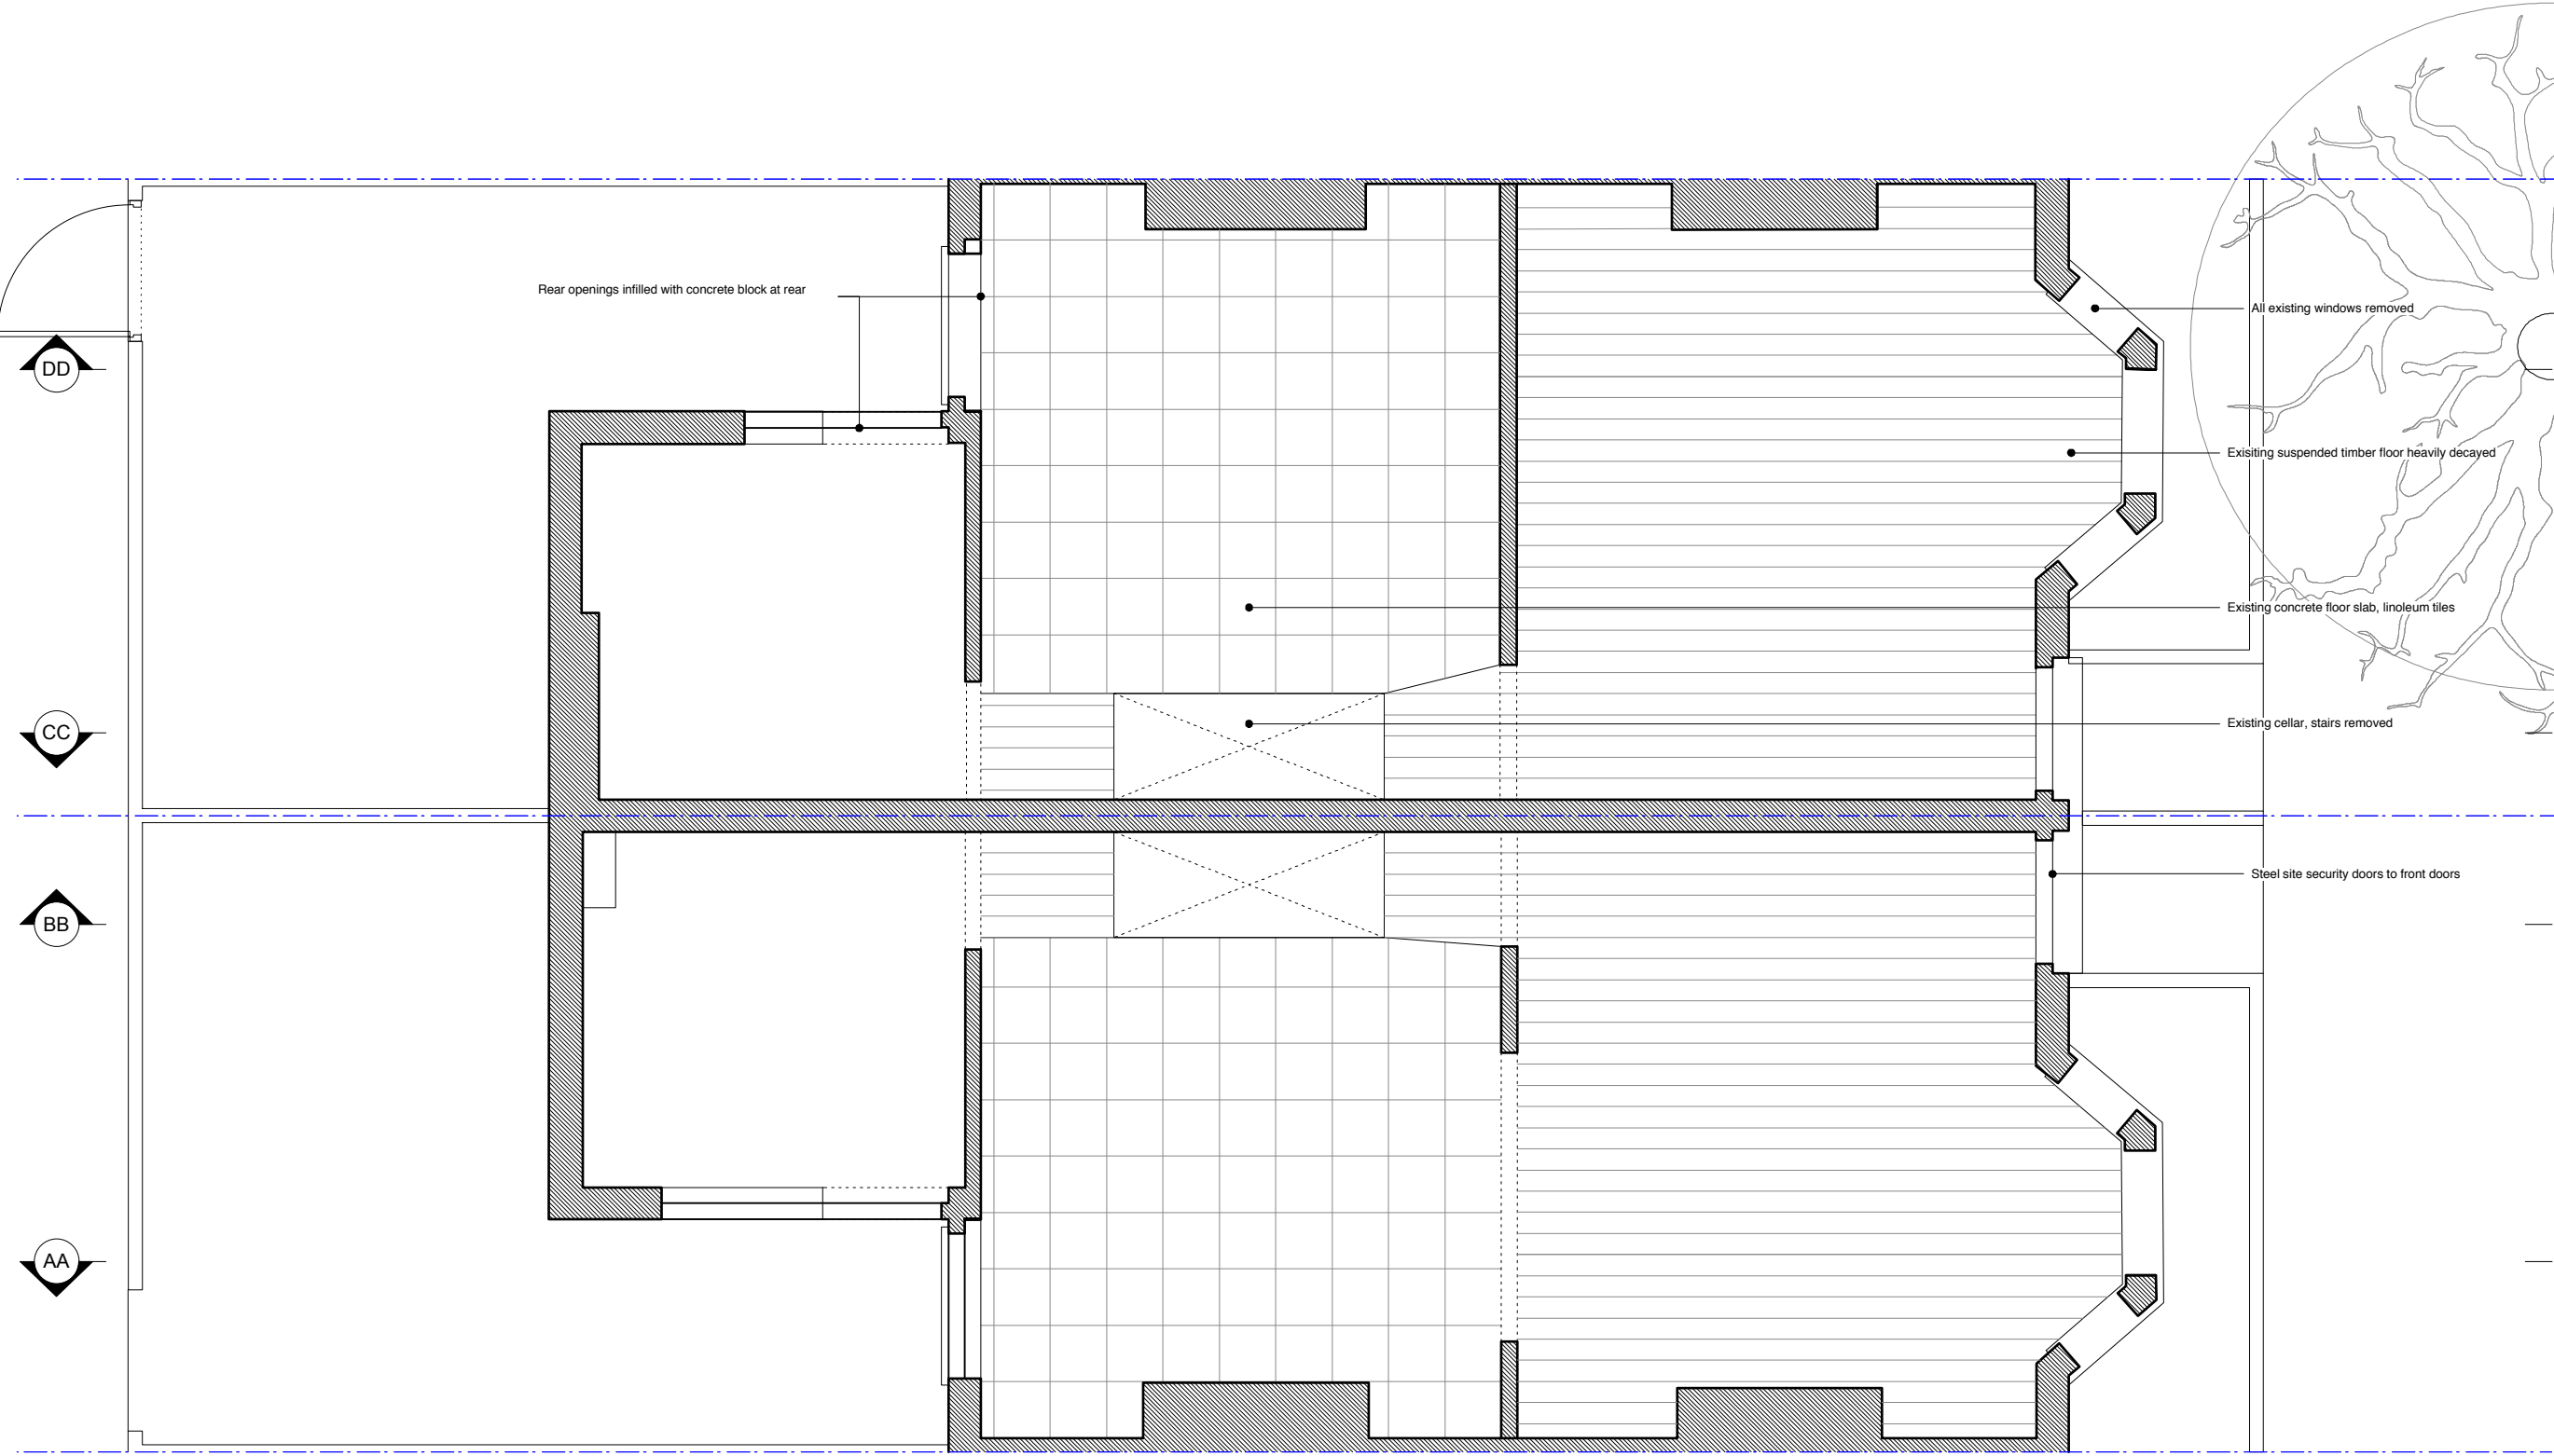 Rear openings infilled with concrete block at rear
All existing windows removed
DD
Exisiting suspended timber floor heavily decayed
Existing concrete floor slab, linoleum tiles
CC
Existing cellar, stairs removed
Steel site security doors to front doors
BB
AA